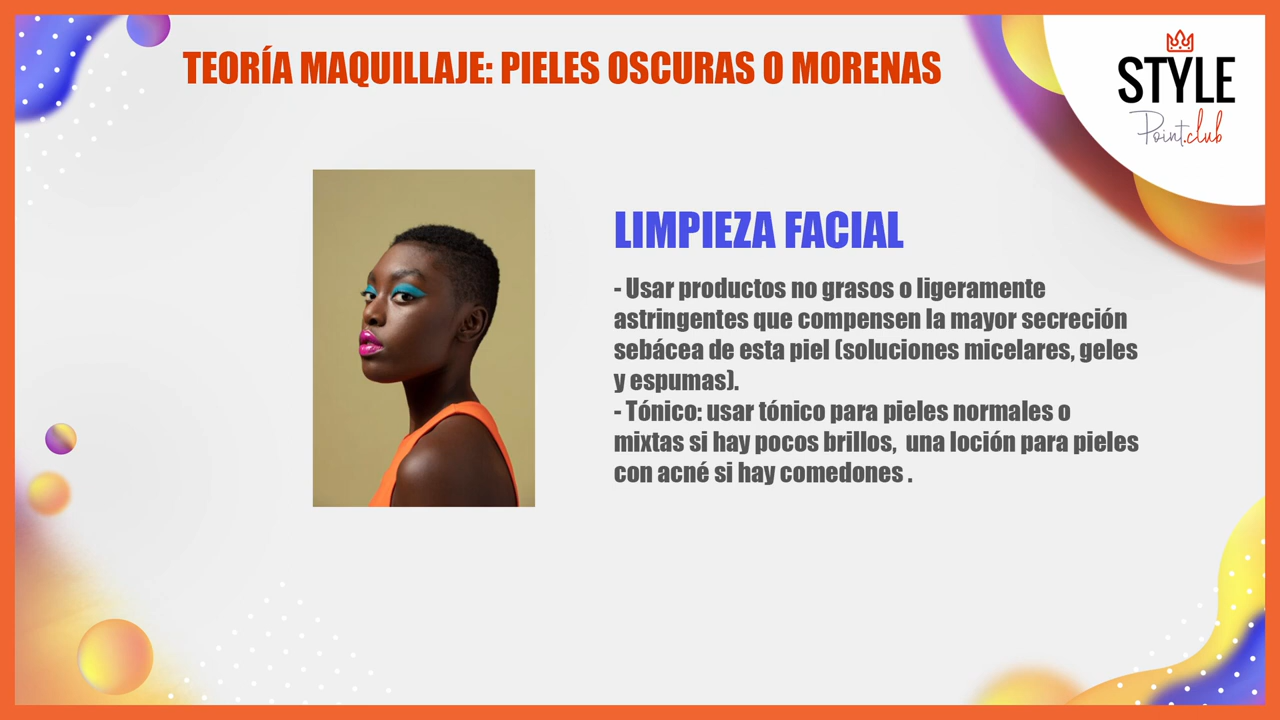 TEORÍA MAQUILLAJE: PIELES OSCURAS O MORENAS
STYLE
Point.club
LIMPIEZA FACIAL
- Usar productos no grasos o ligeramente
astringentes que compensen la mayor secreción
sebácea de esta piel (soluciones micelares, geles
y espumas).
- Tónico: usar tónico para pieles normales o
mixtas si hay pocos brillos,  una loción para pieles
con acné si hay comedones .